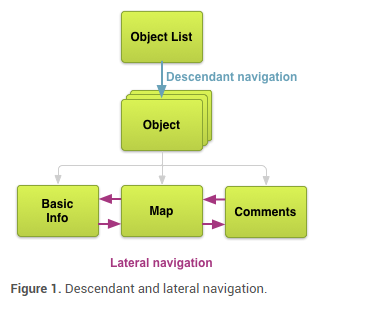 Object List
Descendant navigation
Object
Basic
Info
Map
Comments
Lateral navigation
Figure 1. Descendant and lateral navigation.